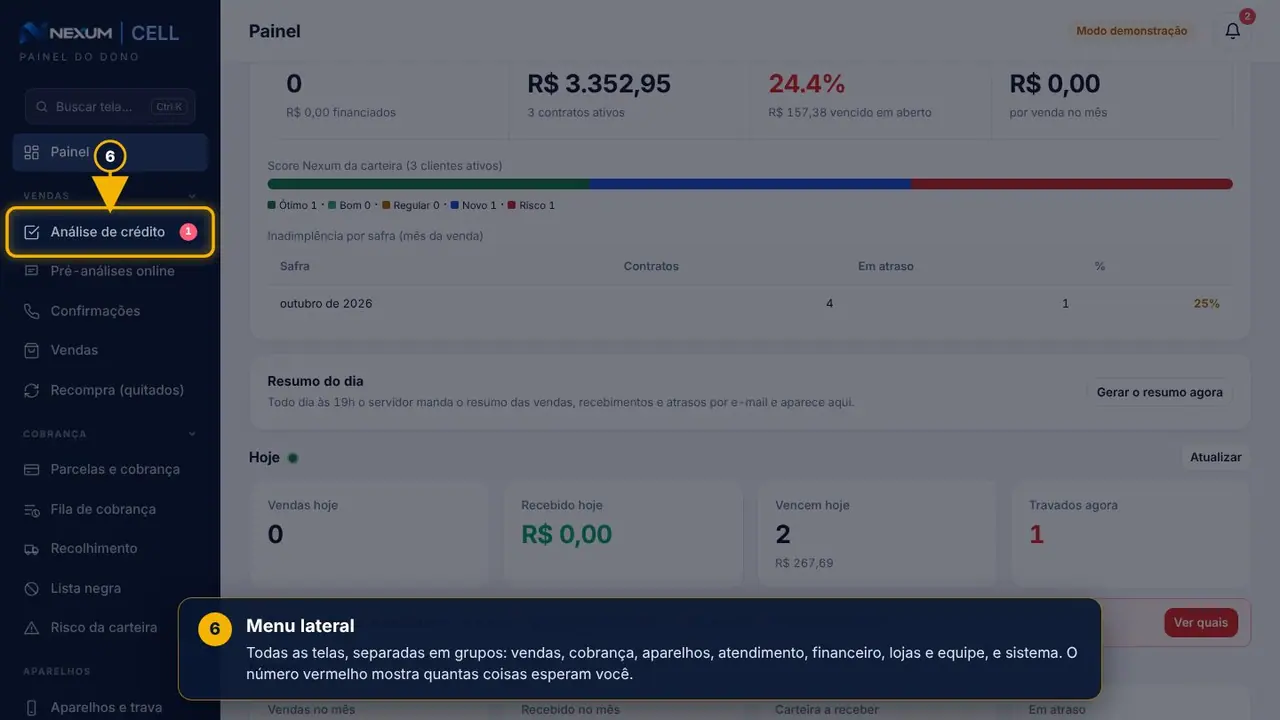 NEXUM | CELL
PAINEL DO DONO
Buscar tela... Ctrl K
Painel
6
VENDAS
Análise de crédito 1
Pré-análises online
Confirmações
Vendas
Recompra (quitados)
COBRANÇA
Parcelas e cobrança
Fila de cobrança
Recolhimento
Lista negra
Risco da carteira
APARELHOS
Aparelhos e trava
Painel
Modo demonstração
2
0
R$ 0,00 financiados
R$ 3.352,95
3 contratos ativos
24.4%
R$ 157,38 vencido em aberto
R$ 0,00
por venda no mês
Score Nexum da carteira (3 clientes ativos)
Ótimo 1 · Bom 0 · Regular 0 · Novo 1 · Risco 1
Inadimplência por safra (mês da venda)
Safra Contratos Em atraso %
outubro de 2026 4 1 25%
Resumo do dia
Todo dia às 19h o servidor manda o resumo das vendas, recebimentos e atrasos por e-mail e aparece aqui.
Gerar o resumo agora
Hoje
Atualizar
Vendas hoje
0
Recebido hoje
R$ 0,00
Vencem hoje
2
R$ 267,69
Travados agora
1
Ver quais
6
Menu lateral
Todas as telas, separadas em grupos: vendas, cobrança, aparelhos, atendimento, financeiro, lojas e equipe, e sistema. O
número vermelho mostra quantas coisas esperam você.
Vendas no mês
Recebido no mês
Carteira a receber
Em atraso